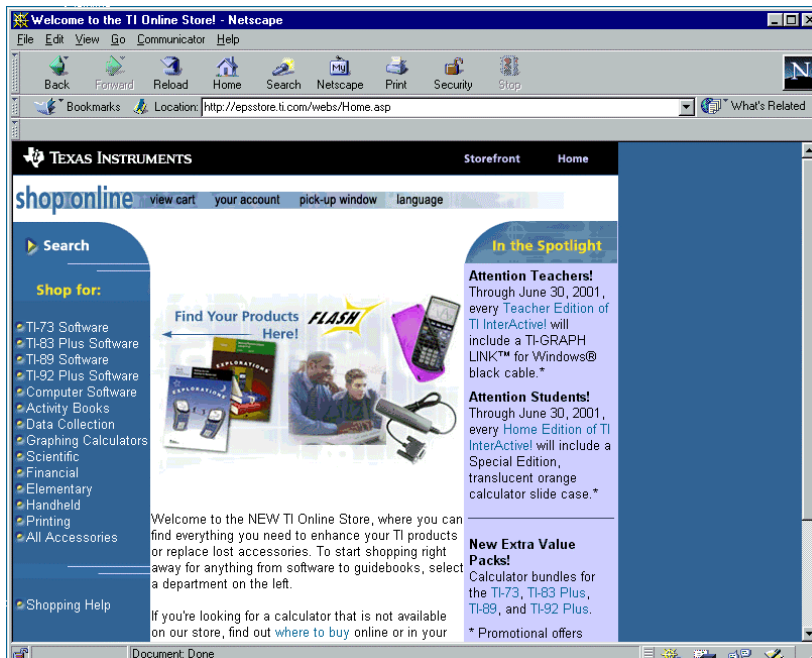 Welcome to the TI Online Store! - Netscape
File Edit View Go Communicator Help
Back Forward Reload Home Search Netscape Print Security Stop
My
N
Bookmarks Location: http://epsstore.ti.com/webs/Home.asp What's Related
TEXAS INSTRUMENTS Storefront Home
shop online view cart your account pick-up window language
Search
Shop for:
TI-73 Software
TI-83 Plus Software
TI-89 Software
TI-92 Plus Software
Computer Software
Activity Books
Data Collection
Graphing Calculators
Scientific
Financial
Elementary
Handheld
Printing
All Accessories
Shopping Help
Find Your Products
Here!
FLASH
EXPLORATIONS
EXPLORATIONS
Welcome to the NEW TI Online Store, where you can
find everything you need to enhance your TI products
or replace lost accessories. To start shopping right
away for anything from software to guidebooks, select
a department on the left.
If you're looking for a calculator that is not available
on our store, find out where to buy online or in your
In the Spotlight
Attention Teachers!
Through June 30, 2001,
every Teacher Edition of
TI InterActive! will
include a TI-GRAPH
LINK™ for Windows®
black cable.*
Attention Students!
Through June 30, 2001,
every Home Edition of TI
InterActive! will include a
Special Edition,
translucent orange
calculator slide case.*
New Extra Value
Packs!
Calculator bundles for
the TI-73, TI-83 Plus,
TI-89, and TI-92 Plus.
* Promotional offers
Document: Done